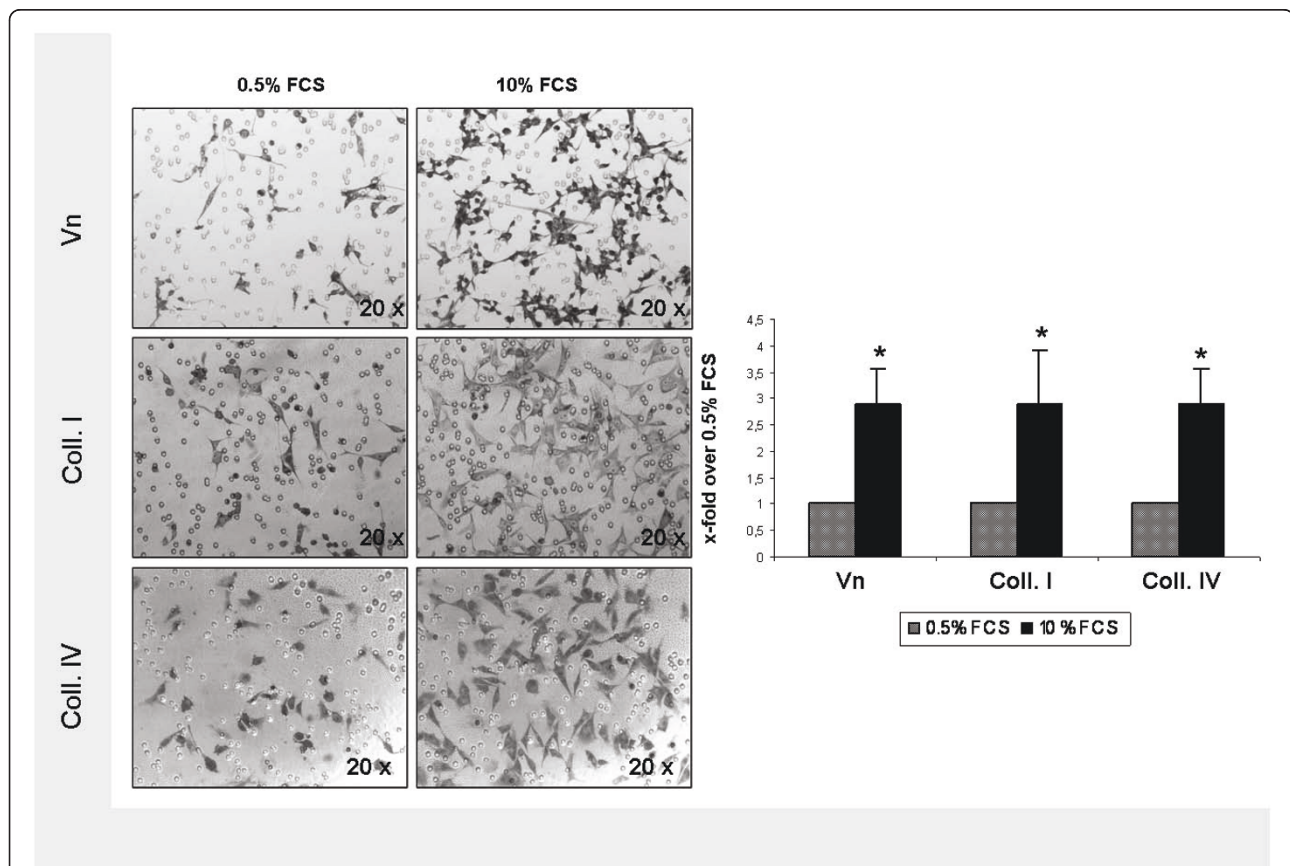 0.5% FCS 10% FCS
Vn
20 x 20 x
Coll. I
20 x 20 x
Coll. IV
20 x 20 x
x-fold over 0.5% FCS
4,5
4
3,5
3
2,5
2
1,5
1
0,5
0
* * *
Vn Coll. I Coll. IV
0.5% FCS 10 % FCS